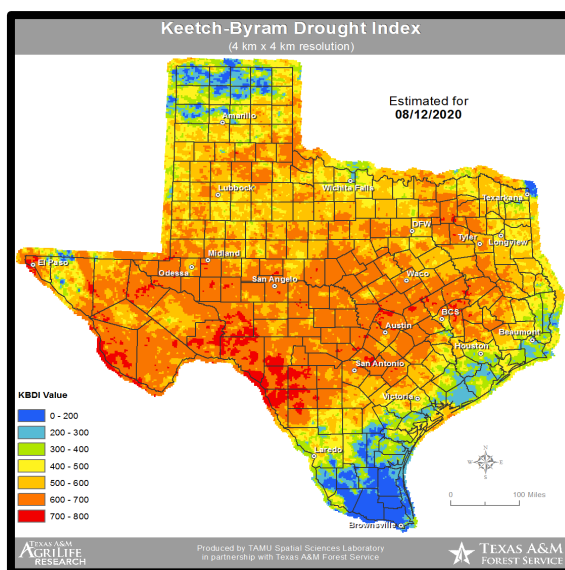 Keetch-Byram Drought Index
(4 km x 4 km resolution)
Estimated for
08/12/2020
Amarillo
Lubbock
Wichita Falls
Texarkana
DFW
Tyler
Longview
El Paso
Midland
Odessa
San Angelo
Waco
BCS
Austin
Beaumont
Houston
San Antonio
Victoria
Laredo
Brownsville
KBDI Value
0 - 200
200 - 300
300 - 400
400 - 500
500 - 600
600 - 700
700 - 800
N
0 100 Miles
TEXAS A&M
AGRILIFE
RESEARCH
Produced by TAMU Spatial Sciences Laboratory
in partnership with Texas A&M Forest Service
TEXAS A&M
FOREST SERVICE